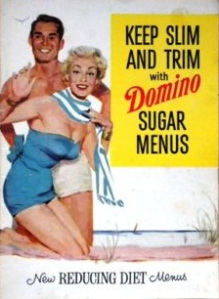 KEEP SLIM
AND TRIM
with
Domino
SUGAR
MENUS
New REDUCING DIET Menus